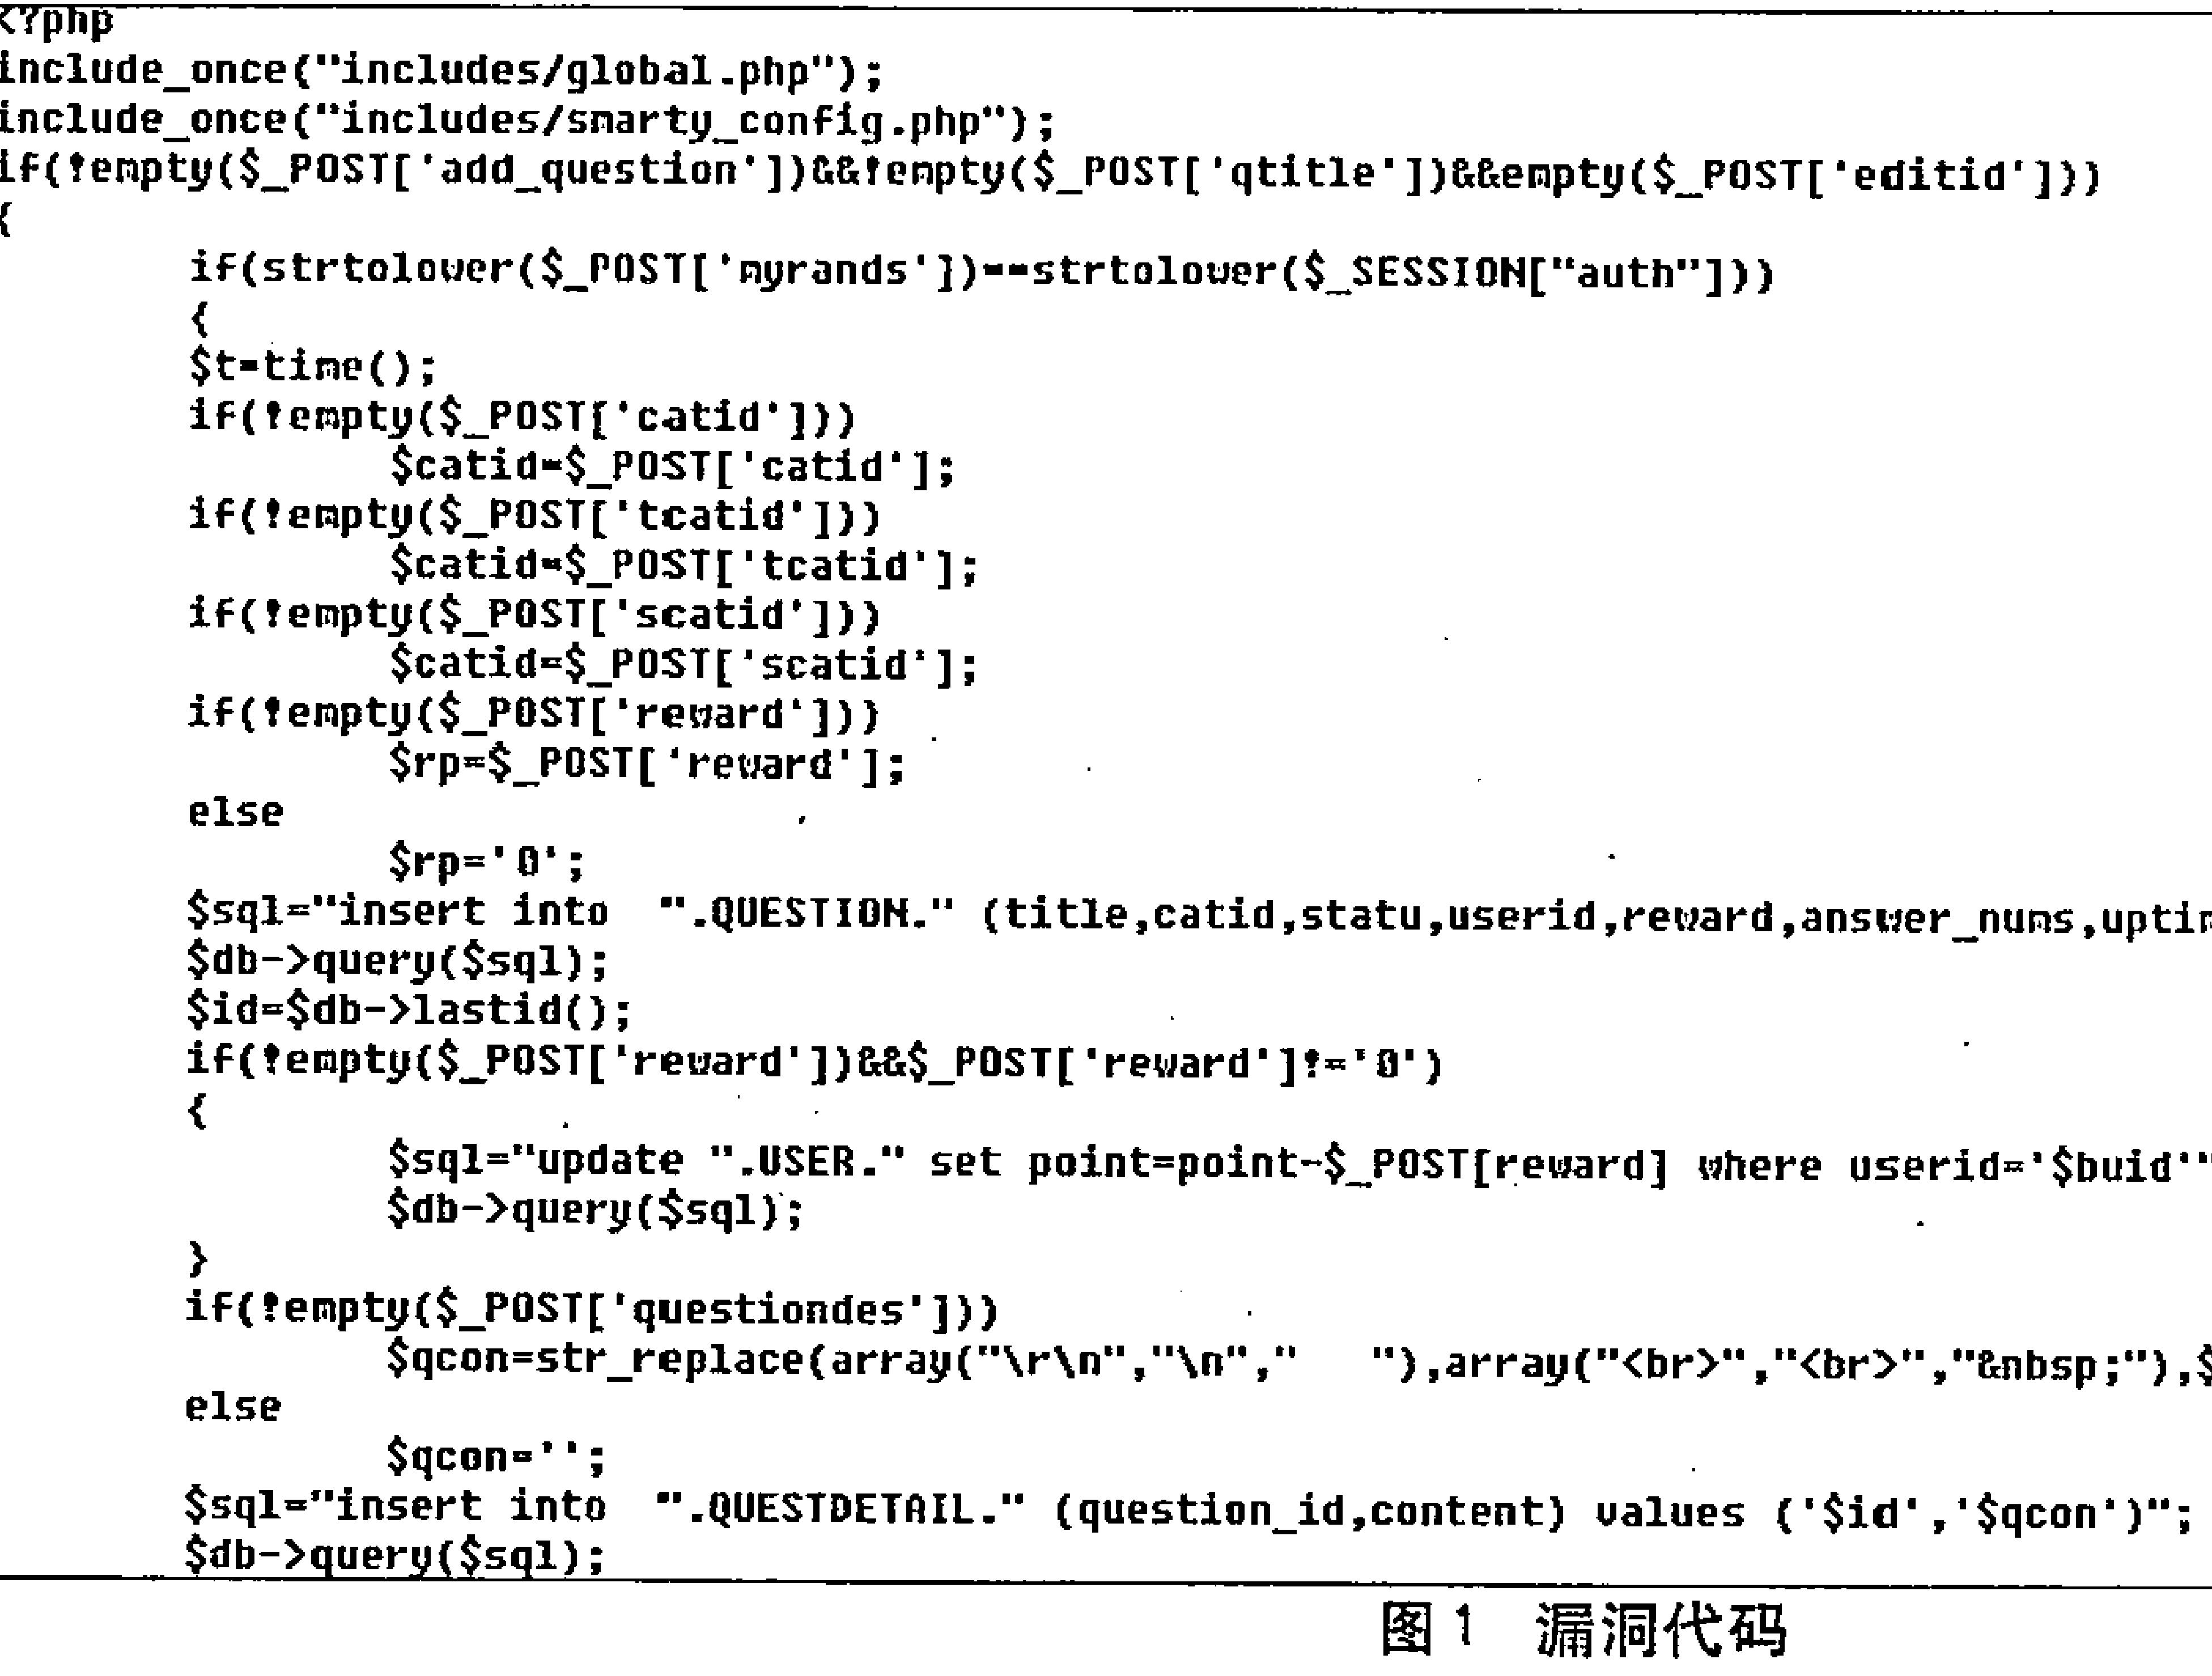 <?php
include_once("includes/global.php");
include_once("includes/smarty_config.php");
if(!empty($_POST['add_question'])&&!empty($_POST['qtitle'])&&empty($_POST['editid']))
{
if(strtolower($_POST['myrands'])==strtolower($_SESSION["auth"]))
{
$t=time();
if(!empty($_POST['catid']))
$catid=$_POST['catid'];
if(!empty($_POST['tcatid']))
$catid=$_POST['tcatid'];
if(!empty($_POST['scatid']))
$catid=$_POST['scatid'];
if(!empty($_POST['reward']))
$rp=$_POST['reward'];
else
$rp='0';
$sql="insert into  ".QUESTION." (title,catid,statu,userid,reward,answer_nums,
$db->query($sql);
$id=$db->lastid();
if(!empty($_POST['reward'])&&$_POST['reward']!='0')
{
$sql="update ".USER." set point=point-$_POST[reward] where userid='$buid'"
$db->query($sql);
}
if(!empty($_POST['questiondes']))
$qcon=str_replace(array("\r\n","\n","   "),array("<br>","<br>","&nbsp;"),$
else
$qcon='';
$sql="insert into  ".QUESTDETAIL." (question_id,content) values ('$id','$qcon')";
$db->query($sql);
图 1 漏洞代码